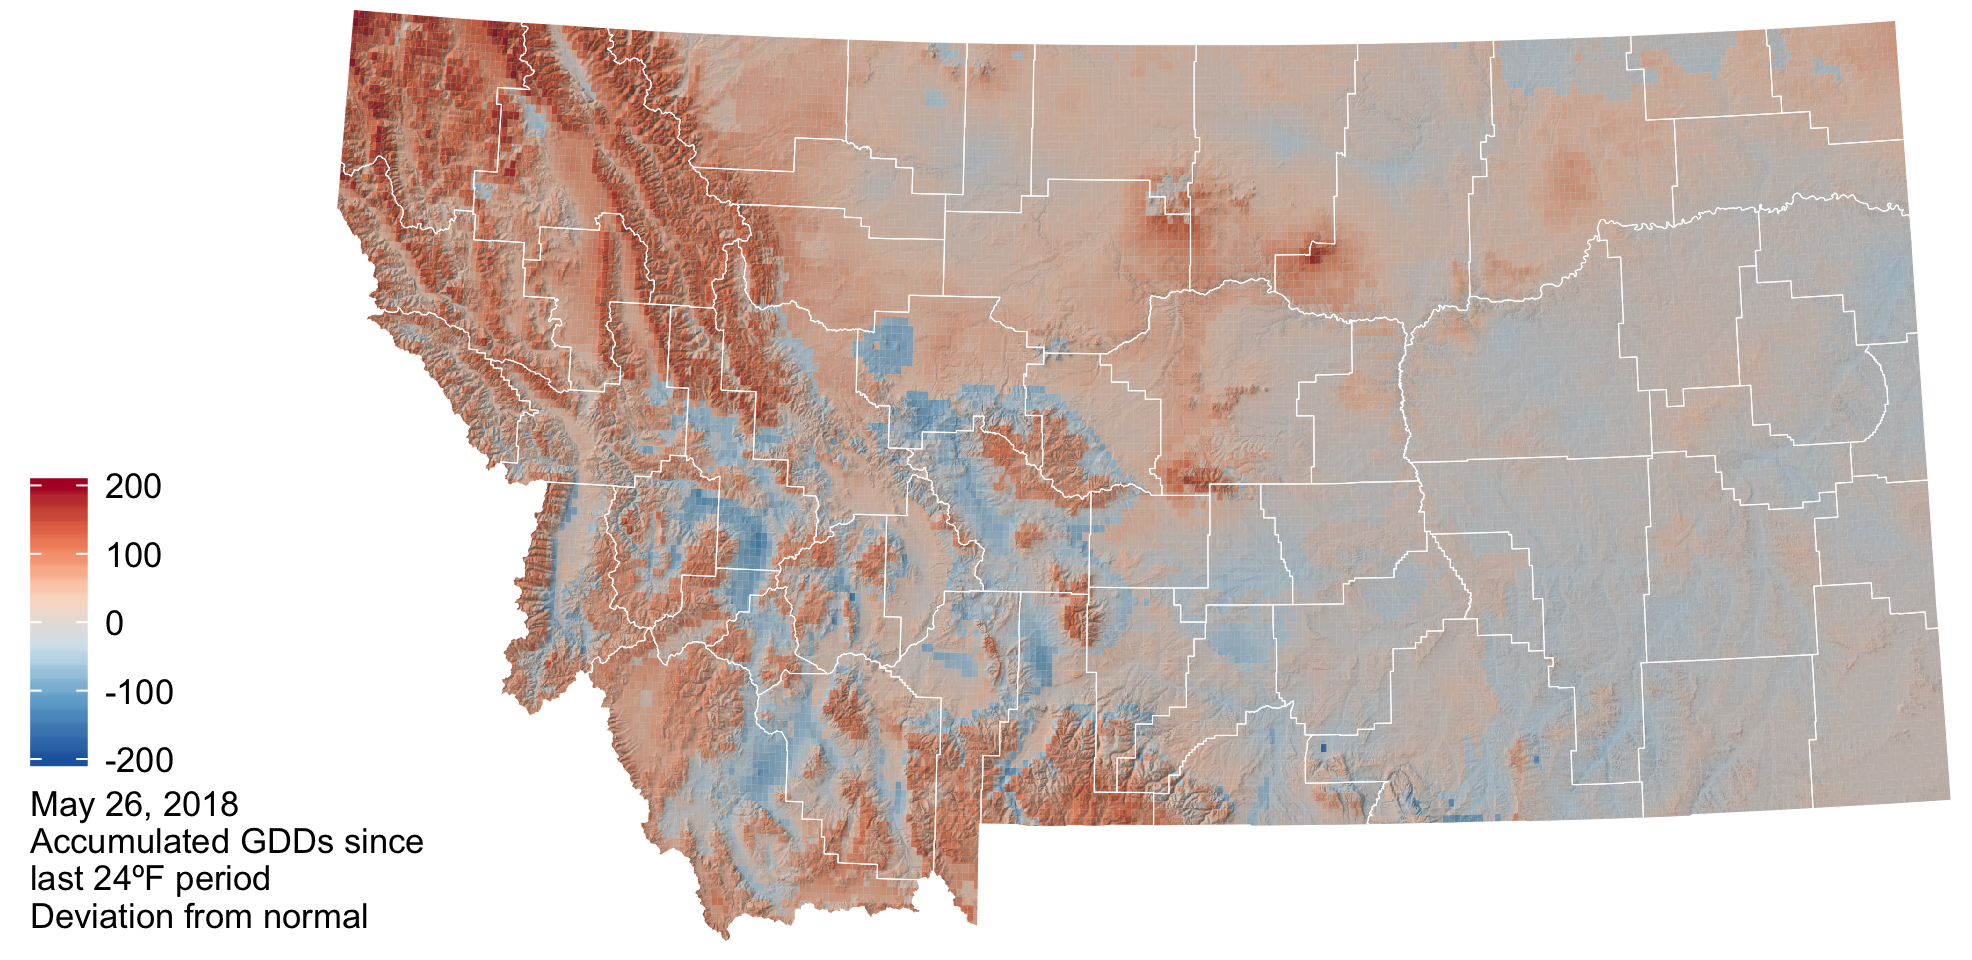 200
100
0
-100
-200
May 26, 2018
Accumulated GDDs since
last 24ºF period
Deviation from normal